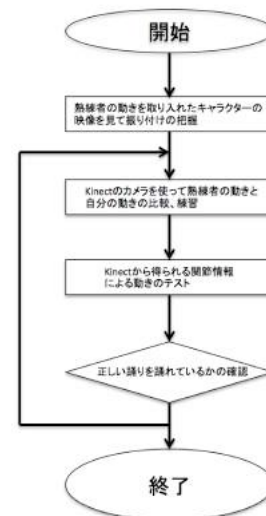 開始
熟練者の動きを取り入れたキャラクターの
映像を見て振り付けの把握
Kinectのカメラを使って熟練者の動きと
自分の動きの比較、練習
Kinectから得られる関節情報
による動きのテスト
正しい踊りを踊れているかの確認
終了